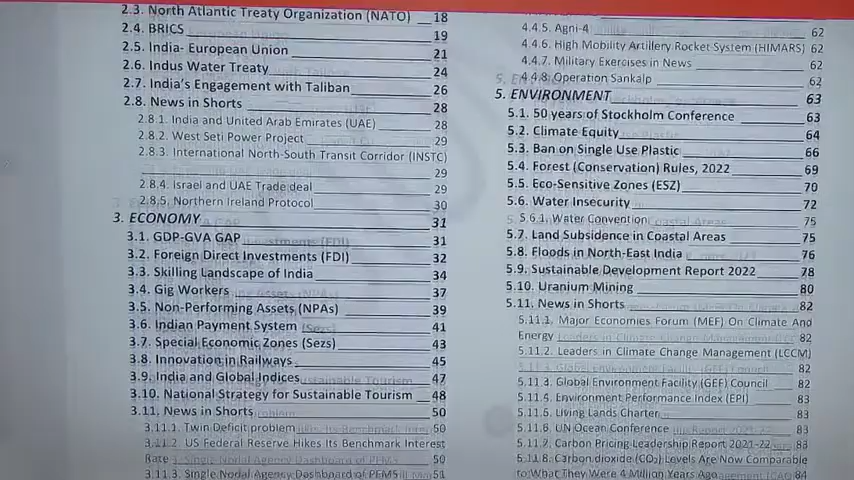 2.3. North Atlantic Treaty Organization (NATO) 18
2.4. BRICS 19
2.5. India- European Union 21
2.6. Indus Water Treaty 24
2.7. India's Engagement with Taliban 26
2.8. News in Shorts 28
2.8.1. India and United Arab Emirates (UAE) 28
2.8.2. West Seti Power Project 29
2.8.3. International North-South Transit Corridor (INSTC)
29
2.8.4. Israel and UAE Trade deal 29
2.8.5. Northern Ireland Protocol 30
3. ECONOMY 31
3.1. GDP-GVA GAP 31
3.2. Foreign Direct Investments (FDI) 32
3.3. Skilling Landscape of India 34
3.4. Gig Workers 37
3.5. Non-Performing Assets (NPAs) 39
3.6. Indian Payment System 41
3.7. Special Economic Zones (Sezs) 43
3.8. Innovation in Railways 45
3.9. India and Global Indices 47
3.10. National Strategy for Sustainable Tourism 48
3.11. News in Shorts 50
3.11.1. Twin Deficit problem 50
3.11.2. US Federal Reserve Hikes Its Benchmark Interest
Rate 50
3.11.3. Single Nodal Agency Dashboard of PFMS 51
4.4.5. Agni-4 62
4.4.6. High Mobility Artillery Rocket System (HIMARS) 62
4.4.7. Military Exercises in News 62
4.4.8. Operation Sankalp 62
5. ENVIRONMENT 63
5.1. 50 years of Stockholm Conference 63
5.2. Climate Equity 64
5.3. Ban on Single Use Plastic 66
5.4. Forest (Conservation) Rules, 2022 69
5.5. Eco-Sensitive Zones (ESZ) 70
5.6. Water Insecurity 72
5.6.1. Water Convention 75
5.7. Land Subsidence in Coastal Areas 75
5.8. Floods in North-East India 76
5.9. Sustainable Development Report 2022 78
5.10. Uranium Mining 80
5.11. News in Shorts 82
5.11.1. Major Economies Forum (MEF) On Climate And
Energy 82
5.11.2. Leaders in Climate Change Management (LCCM)
82
5.11.3. Global Environment Facility (GEF) Council 82
5.11.4. Environment Performance Index (EPI) 83
5.11.5. Living Lands Charter 83
5.11.6. UN Ocean Conference 83
5.11.7. Carbon Pricing Leadership Report 2021-22 83
5.11.8. Carbon dioxide (CO₂) Levels Are Now Comparable
to What They Were 4 Million Years Ago 84